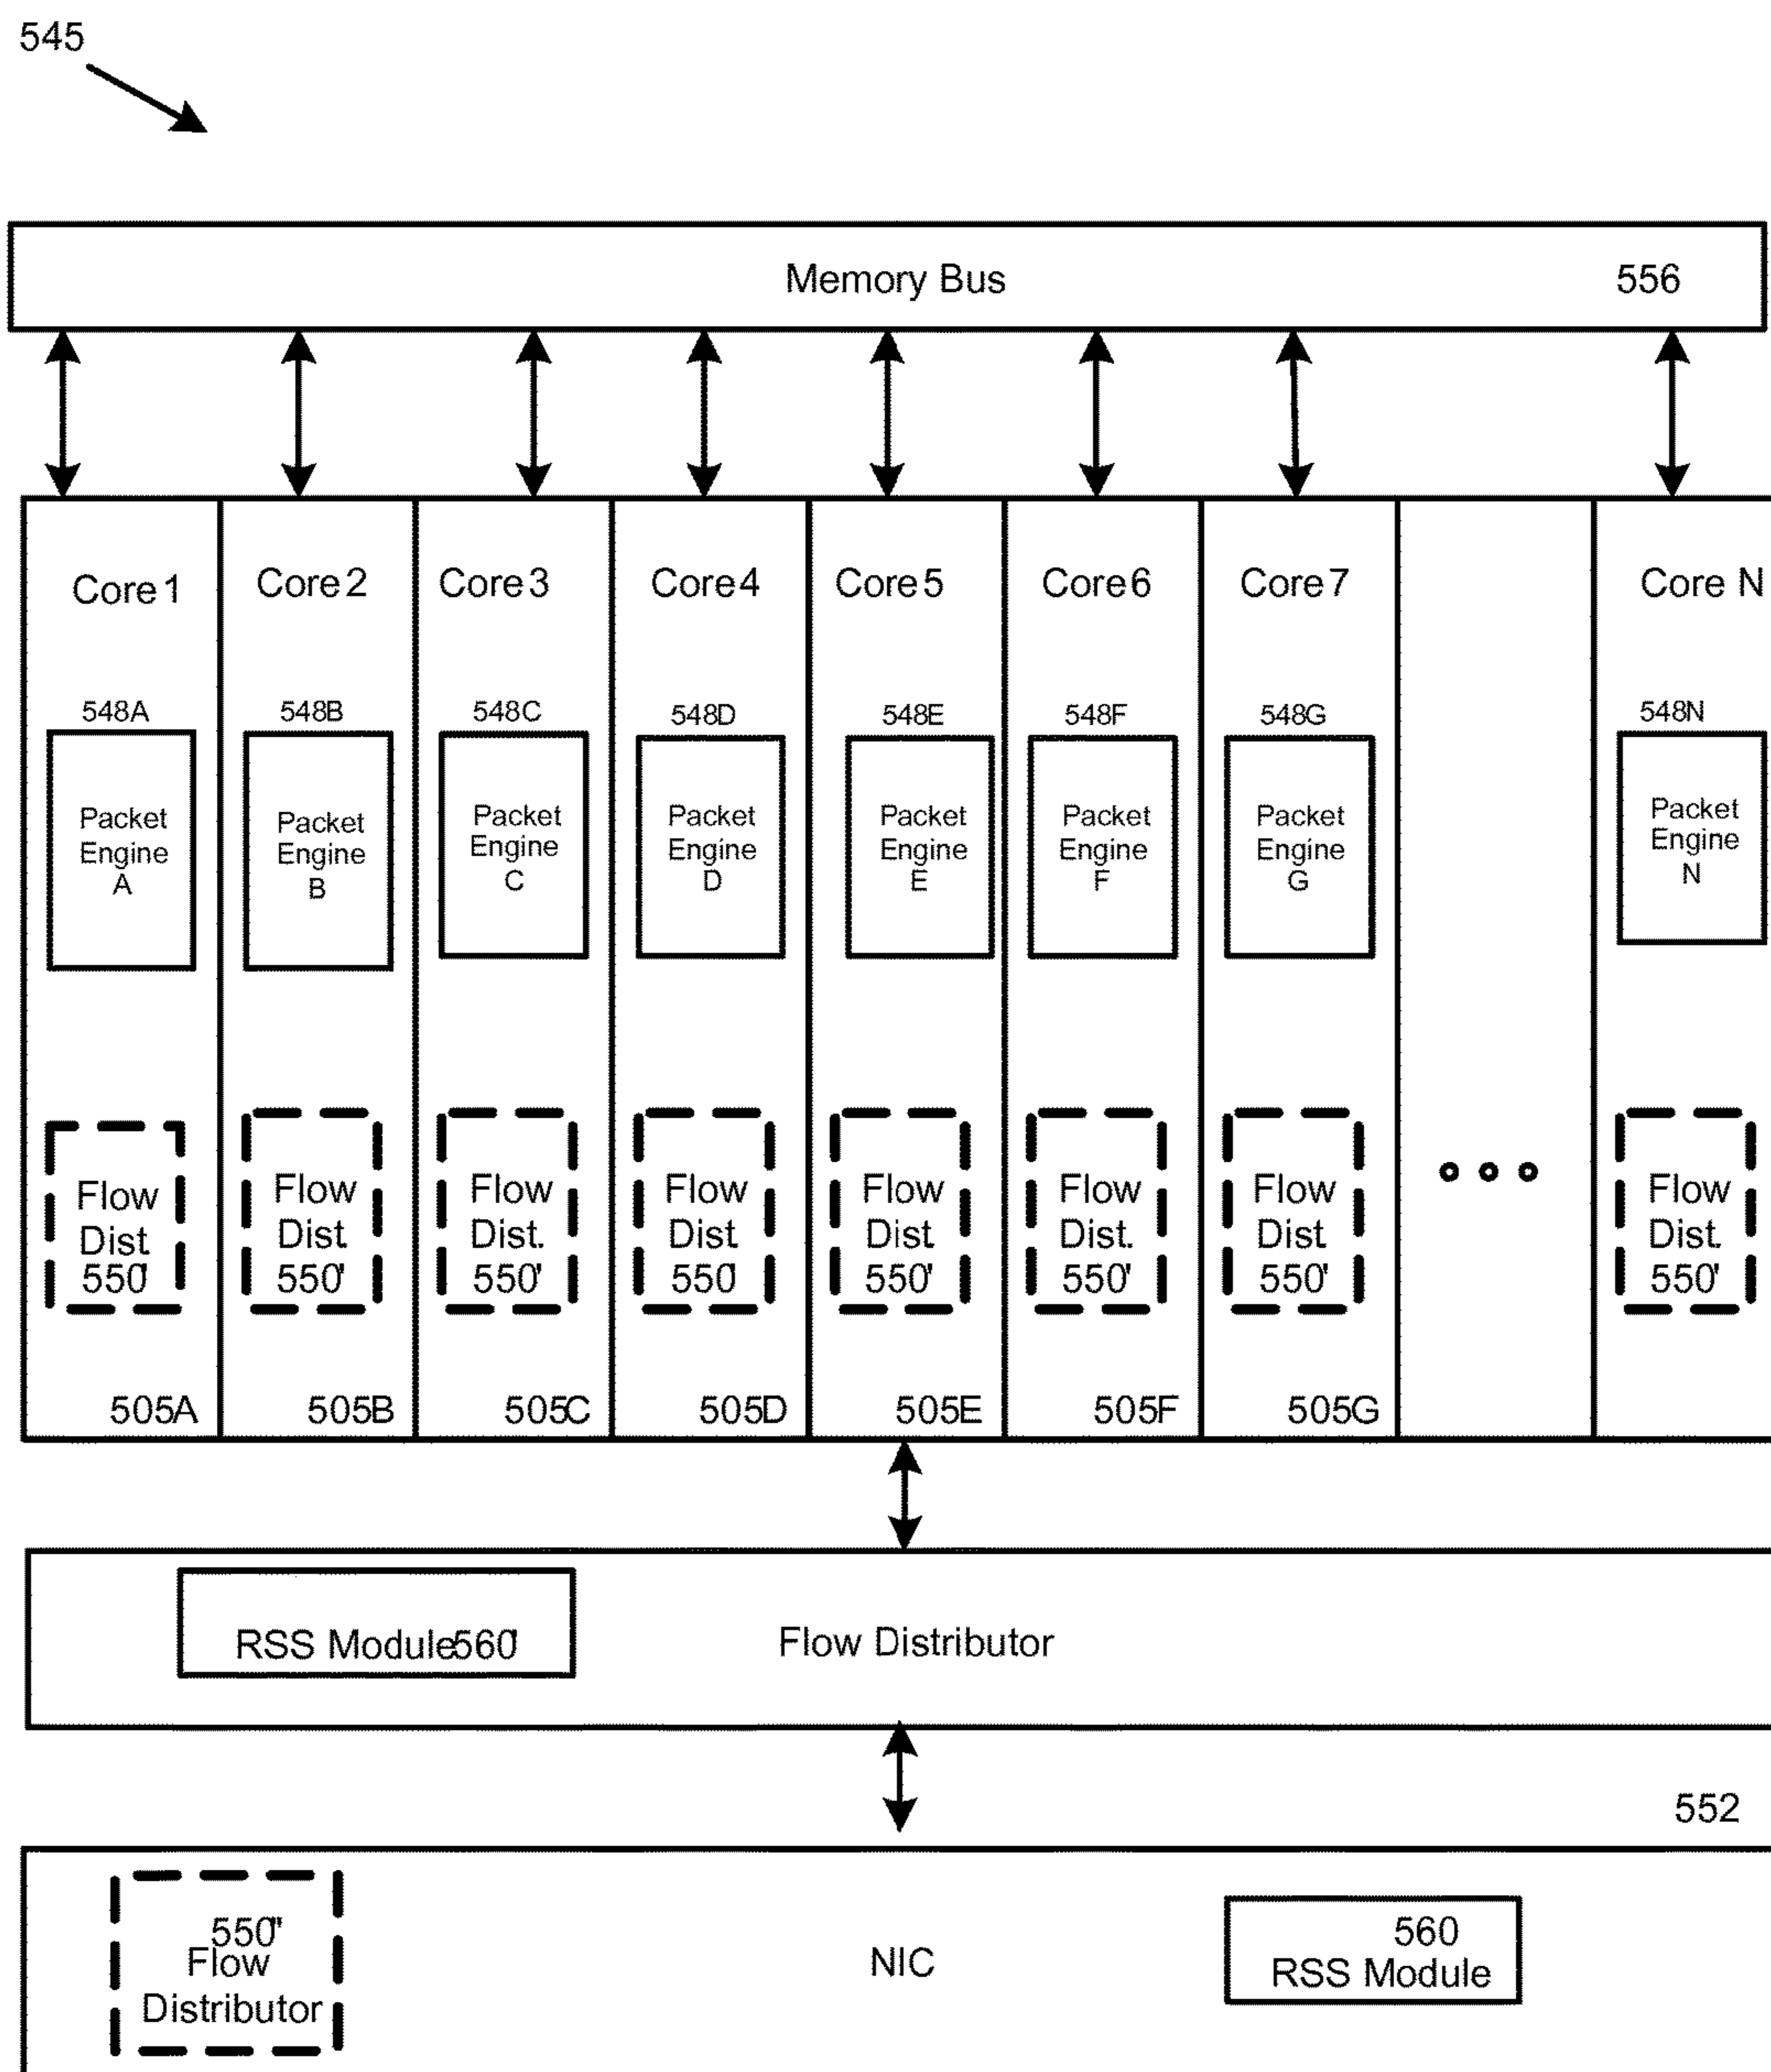 545
Memory Bus 556
Core 1 Core 2 Core 3 Core 4 Core 5 Core 6 Core 7 Core N
548A 548B 548C 548D 548E 548F 548G 548N
Packet
Engine
A
Packet
Engine
B
Packet
Engine
C
Packet
Engine
D
Packet
Engine
E
Packet
Engine
F
Packet
Engine
G
Packet
Engine
N
Flow
Dist.
550'
Flow
Dist.
550'
Flow
Dist.
550'
Flow
Dist.
550'
Flow
Dist.
550'
Flow
Dist.
550'
Flow
Dist.
550'
Flow
Dist.
550'
505A 505B 505C 505D 505E 505F 505G
RSS Module 560' Flow Distributor
552
550"
Flow
Distributor
NIC
560
RSS Module